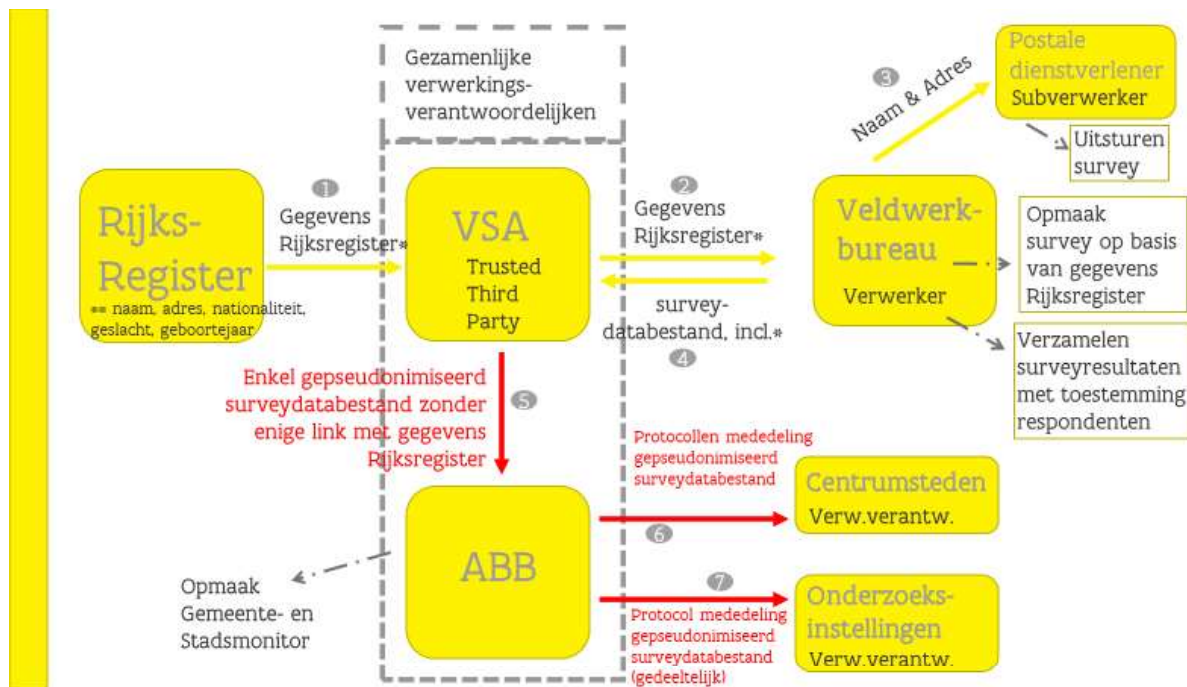 Gezamenlijke
verwerkings-
verantwoordelijken
Postale
dienstverlener
Subverwerker
3
Naam & Adres
Uitsturen
survey
Rijks-
Register
** naam, adres, nationaliteit,
geslacht, geboortejaar
1
Gegevens
Rijksregister*
VSA
Trusted
Third
Party
2
Gegevens
Rijksregister*
survey-
databestand, incl.*
4
Veldwerk-
bureau
Verwerker
Opmaak
survey op basis
van gegevens
Rijksregister
Verzamelen
surveyresultaten
met toestemming
respondenten
Enkel gepseudonimiseerd
surveydatabestand zonder
enige link met gegevens
Rijksregister
5
Protocollen mededeling
gepseudonimiseerd
surveydatabestand
6
Centrumsteden
Verw.verantw.
ABB
Opmaak
Gemeente- en
Stadsmonitor
7
Protocol mededeling
gepseudonimiseerd
surveydatabestand
(gedeeltelijk)
Onderzoeks-
instellingen
Verw.verantw.